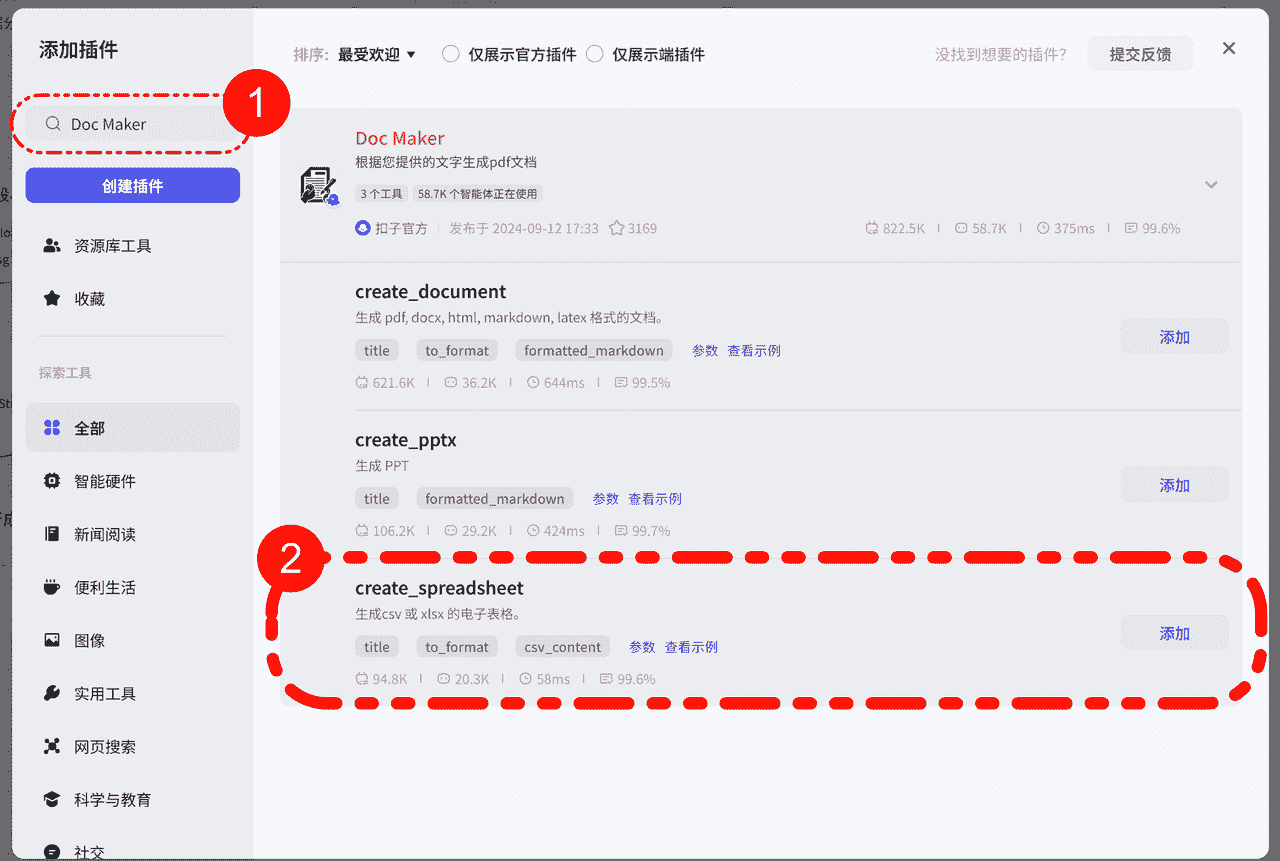 添加插件
1
Doc Maker
创建插件
资源库工具
收藏
探索工具
全部
智能硬件
新闻阅读
便利生活
图像
实用工具
网页搜索
科学与教育
社交
排序: 最受欢迎 仅展示官方插件 仅展示端插件 没找到想要的插件? 提交反馈
Doc Maker
根据您提供的文字生成pdf文档
3 个工具 58.7K 个智能体正在使用
扣子官方 发布于 2024-09-12 17:33 3169 822.5K 58.7K 375ms 99.6%
create_document
生成 pdf, docx, html, markdown, latex 格式的文档。
title to_format formatted_markdown 参数 查看示例
添加
621.6K 36.2K 644ms 99.5%
create_pptx
生成 PPT
title formatted_markdown 参数 查看示例
添加
106.2K 29.2K 424ms 99.7%
2
create_spreadsheet
生成csv 或 xlsx 的电子表格。
title to_format csv_content 参数 查看示例
添加
94.8K 20.3K 58ms 99.6%